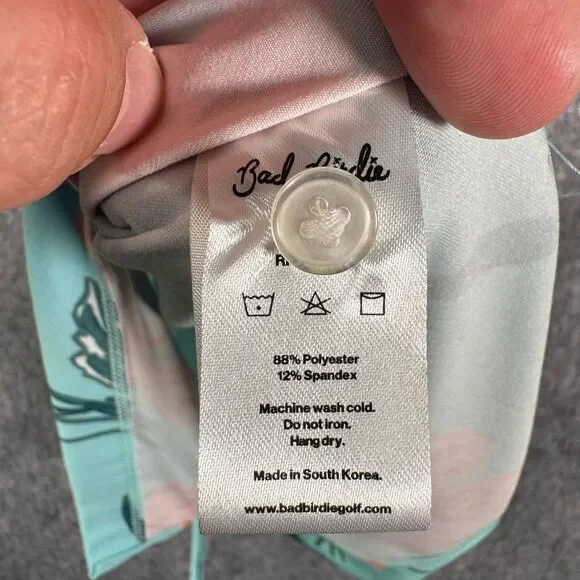 Bad Birdie
88% Polyester
12% Spandex
Machine wash cold.
Do not iron.
Hang dry.
Made in South Korea.
www.badbirdiegolf.com